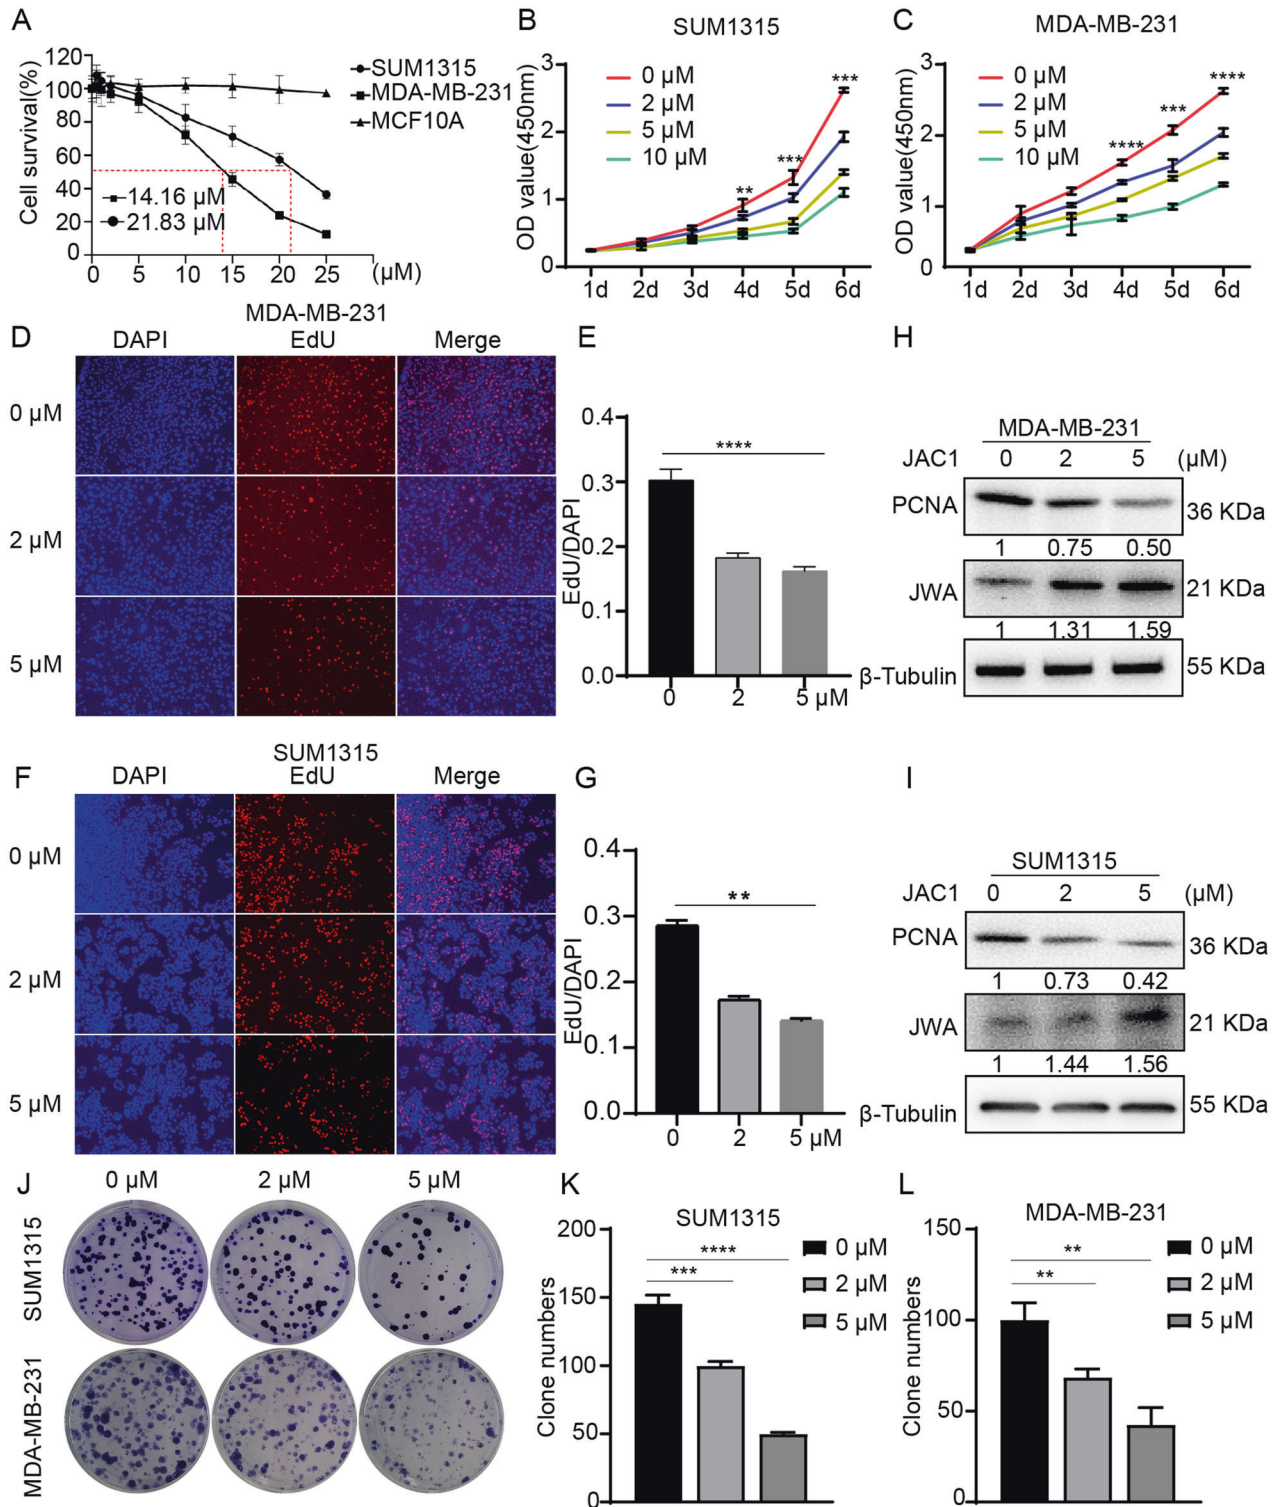 A
Cell survival(%)
120
100
80
60
40
20
0
0 5 10 15 20 25 (µM)
SUM1315
MDA-MB-231
MCF10A
14.16 µM
21.83 µM
B
SUM1315
OD value(450nm)
3
2
1
0
0 µM
2 µM
5 µM
10 µM
**
***
***
1d 2d 3d 4d 5d 6d
C
MDA-MB-231
OD value(450nm)
3
2
1
0
0 µM
2 µM
5 µM
10 µM
****
***
****
1d 2d 3d 4d 5d 6d
D
MDA-MB-231
DAPI EdU Merge
0 µM
2 µM
5 µM
E
EdU/DAPI
0.4
0.3
0.2
0.1
0.0
****
0 2 5 µM
H
MDA-MB-231
JAC1 0 2 5 (µM)
PCNA 36 KDa
1 0.75 0.50
JWA 21 KDa
1 1.31 1.59
β-Tubulin 55 KDa
F
SUM1315
DAPI EdU Merge
0 µM
2 µM
5 µM
G
EdU/DAPI
0.4
0.3
0.2
0.1
0.0
**
0 2 5 µM
I
SUM1315
JAC1 0 2 5 (µM)
PCNA 36 KDa
1 0.73 0.42
JWA 21 KDa
1 1.44 1.56
β-Tubulin 55 KDa
J
0 µM 2 µM 5 µM
SUM1315
MDA-MB-231
K
SUM1315
Clone numbers
200
150
100
50
0
****
***
0 µM
2 µM
5 µM
L
MDA-MB-231
Clone numbers
150
100
50
0
**
**
0 µM
2 µM
5 µM